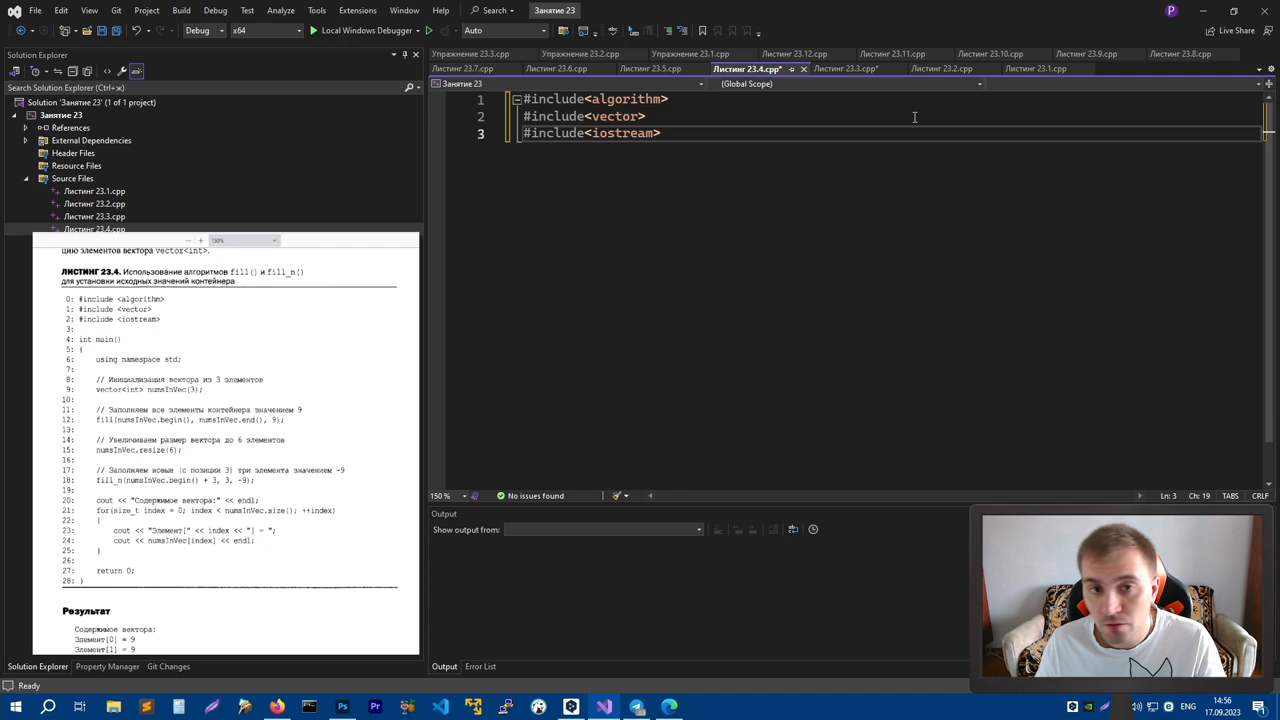 File Edit View Git Project Build Debug Test Analyze Tools Extensions Window Help Search Занятие 23 P
Debug x64 Local Windows Debugger Auto Live Share
Solution Explorer
Search Solution Explorer (Ctrl+ж)
Solution 'Занятие 23' (1 of 1 project)
Занятие 23
References
External Dependencies
Header Files
Resource Files
Source Files
Листинг 23.1.cpp
Листинг 23.2.cpp
Листинг 23.3.cpp
Листинг 23.4.cpp
Упражнение 23.3.cpp Упражнение 23.2.cpp Упражнение 23.1.cpp Листинг 23.12.cpp Листинг 23.11.cpp Листинг 23.10.cpp Листинг 23.9.cpp Листинг 23.8.cpp
Листинг 23.7.cpp Листинг 23.6.cpp Листинг 23.5.cpp Листинг 23.4.cpp* Листинг 23.3.cpp* Листинг 23.2.cpp Листинг 23.1.cpp
Занятие 23 (Global Scope)
1 #include<algorithm>
2 #include<vector>
3 #include<iostream>
150%
цию элементов вектора vector<int>.
ЛИСТИНГ 23.4. Использование алгоритмов fill() и fill_n()
для установки исходных значений контейнера
0: #include <algorithm>
1: #include <vector>
2: #include <iostream>
3:
4: int main()
5: {
6: using namespace std;
7:
8: // Инициализация вектора из 3 элементов
9: vector<int> numsInVec(3);
10:
11: // Заполняем все элементы контейнера значением 9
12: fill(numsInVec.begin(), numsInVec.end(), 9);
13:
14: // Увеличиваем размер вектора до 6 элементов
15: numsInVec.resize(6);
16:
17: // Заполняем новые (с позиции 3) три элемента значением -9
18: fill_n(numsInVec.begin() + 3, 3, -9);
19:
20: cout << "Содержимое вектора:" << endl;
21: for(size_t index = 0; index < numsInVec.size(); ++index)
22: {
23: cout << "Элемент[" << index << "] = ";
24: cout << numsInVec[index] << endl;
25: }
26:
27: return 0;
28: }
Результат
Содержимое вектора:
Элемент[0] = 9
Элемент[1] = 9
150 % No issues found Ln: 3 Ch: 19 TABS CRLF
Output
Show output from:
Solution Explorer Property Manager Git Changes Output Error List
Ready
ENG 14:56
17.09.2023